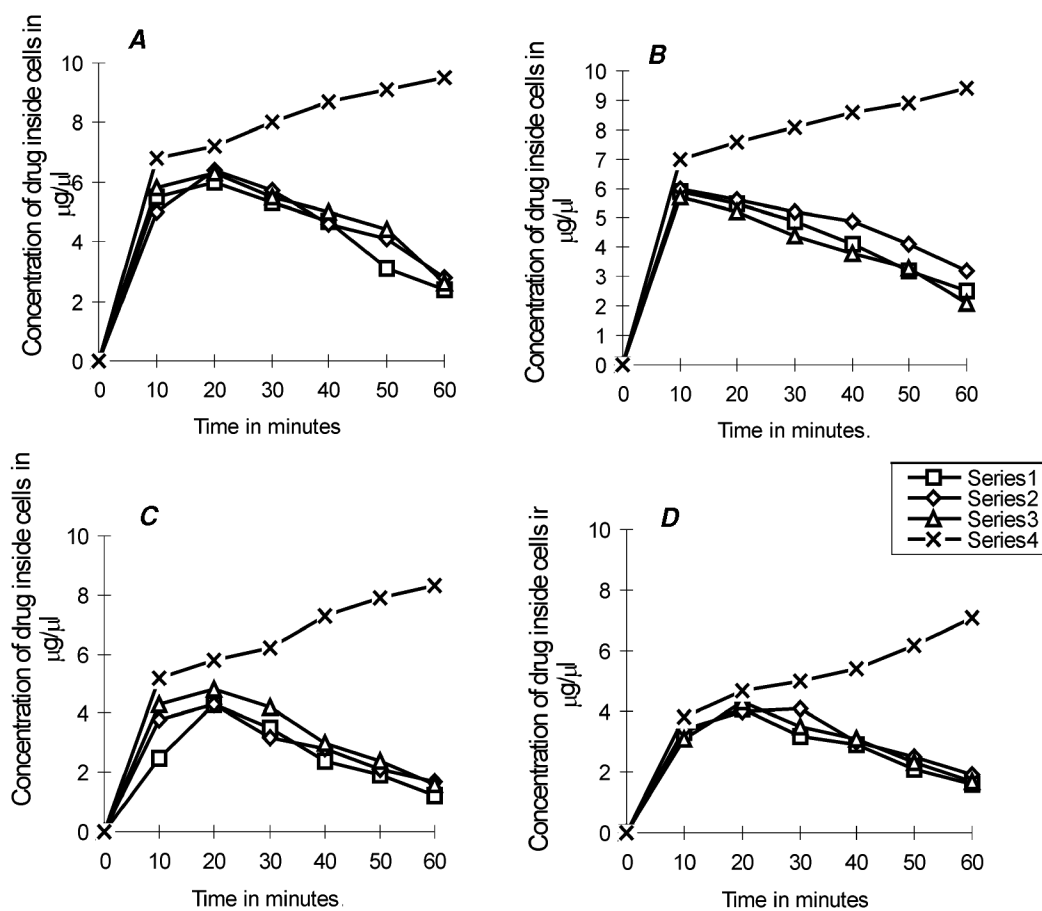 A
Concentration of drug inside cells in
μg/μl
10
8
6
4
2
0
0 10 20 30 40 50 60
Time in minutes
B
Concentration of drug inside cells in
μg/μl
10
9
8
7
6
5
4
3
2
1
0
0 10 20 30 40 50 60
Time in minutes.
C
Concentration of drug inside cells in
μg/μl
10
8
6
4
2
0
0 10 20 30 40 50 60
Time in minutes.
D
Series1
Series2
Series3
Series4
Concentration of drug inside cells ir
μg/μl
10
8
6
4
2
0
0 10 20 30 40 50 60
Time in minutes